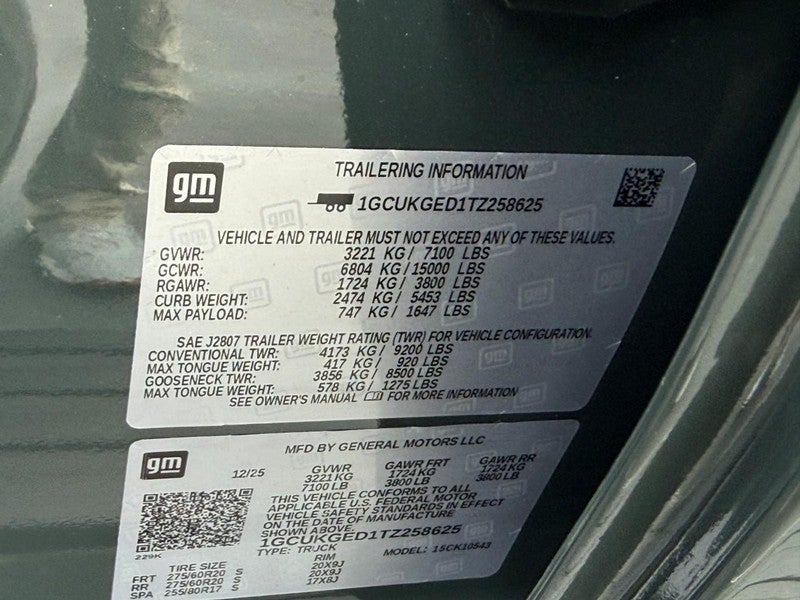 gm
TRAILERING INFORMATION
1GCUKGED1TZ258625
VEHICLE AND TRAILER MUST NOT EXCEED ANY OF THESE VALUES.
GVWR: 3221 KG / 7100 LBS
GCWR: 6804 KG / 15000 LBS
RGAWR: 1724 KG / 3800 LBS
CURB WEIGHT: 2474 KG / 5453 LBS
MAX PAYLOAD: 747 KG / 1647 LBS
SAE J2807 TRAILER WEIGHT RATING (TWR) FOR VEHICLE CONFIGURATION.
CONVENTIONAL TWR: 4173 KG / 9200 LBS
MAX TONGUE WEIGHT: 417 KG / 920 LBS
GOOSENECK TWR: 3856 KG / 8500 LBS
MAX TONGUE WEIGHT: 578 KG / 1275 LBS
SEE OWNER'S MANUAL FOR MORE INFORMATION
gm
MFD BY GENERAL MOTORS LLC
12/25 GVWR GAWR FRT GAWR RR
3221KG 1724KG 1724KG
7100 LB 3800 LB 3800 LB
THIS VEHICLE CONFORMS TO ALL
APPLICABLE U.S. FEDERAL MOTOR
VEHICLE SAFETY STANDARDS IN EFFECT
ON THE DATE OF MANUFACTURE
SHOWN ABOVE.
1GCUKGED1TZ258625
229K TYPE: TRUCK MODEL: 15CK10543
TIRE SIZE RIM
FRT 275/60R20 S 20X9J
RR 275/60R20 S 20X9J
SPA 255/80R17 S 17X8J